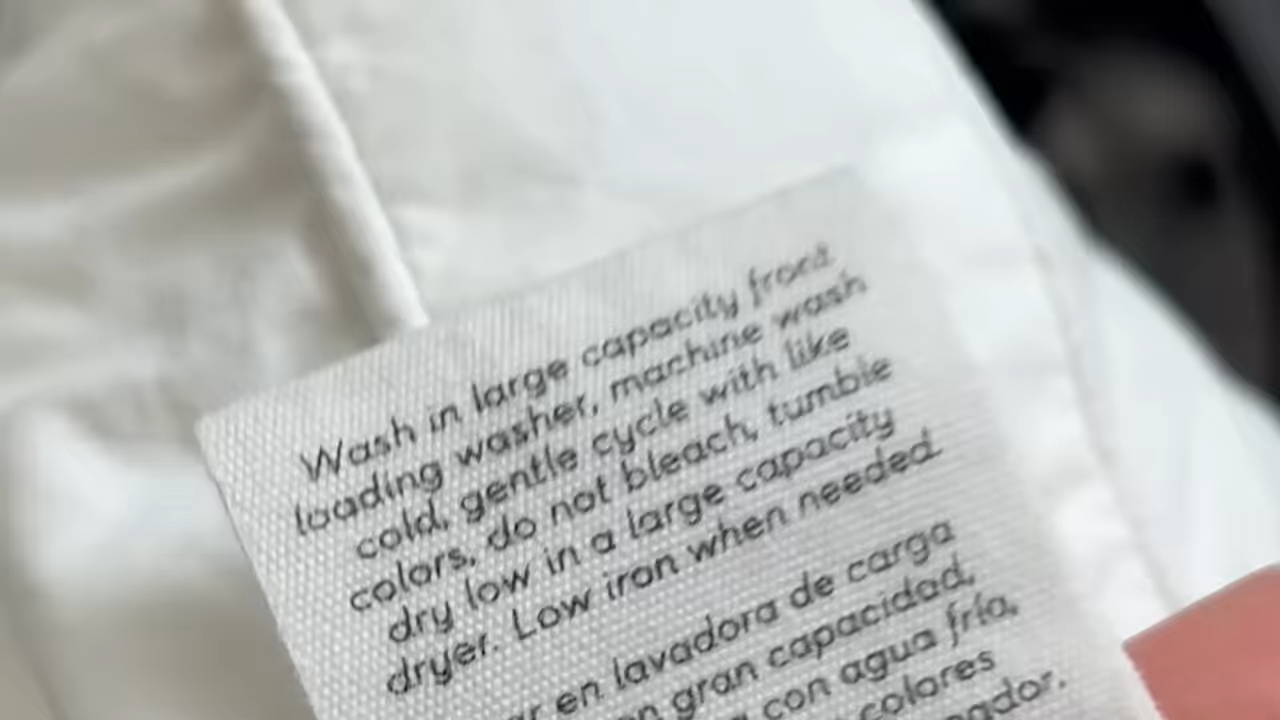 Wash in large capacity front
loading washer, machine wash
cold, gentle cycle with like
colors, do not bleach, tumble
dry low in a large capacity
dryer. Low iron when needed.
en lavadora de carga
gran capacidad,
con agua fría,
colores